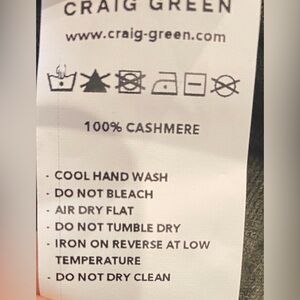 CRAIG GREEN
www.craig-green.com
100% CASHMERE
- COOL HAND WASH
- DO NOT BLEACH
- AIR DRY FLAT
- DO NOT TUMBLE DRY
- IRON ON REVERSE AT LOW
TEMPERATURE
- DO NOT DRY CLEAN